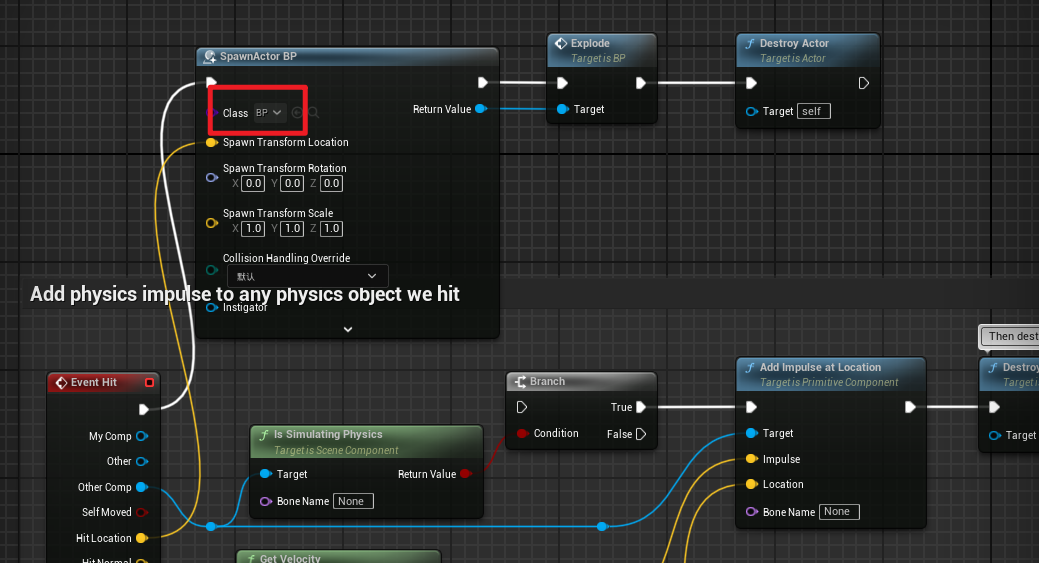 SpawnActor BP
Class BP
Return Value
Spawn Transform Location
Spawn Transform Rotation
X 0.0 Y 0.0 Z 0.0
Spawn Transform Scale
X 1.0 Y 1.0 Z 1.0
Collision Handling Override
默认
Instigator
Explode
Target is BP
Target
Destroy Actor
Target is Actor
Target self
Add physics impulse to any physics object we hit
Event Hit
My Comp
Other
Other Comp
Self Moved
Hit Location
Hit Normal
Is Simulating Physics
Target is Scene Component
Target
Return Value
Bone Name None
Get Velocity
Branch
True
Condition
False
Add Impulse at Location
Target is Primitive Component
Target
Impulse
Location
Bone Name None
Then dest
Destroy
Target is
Target